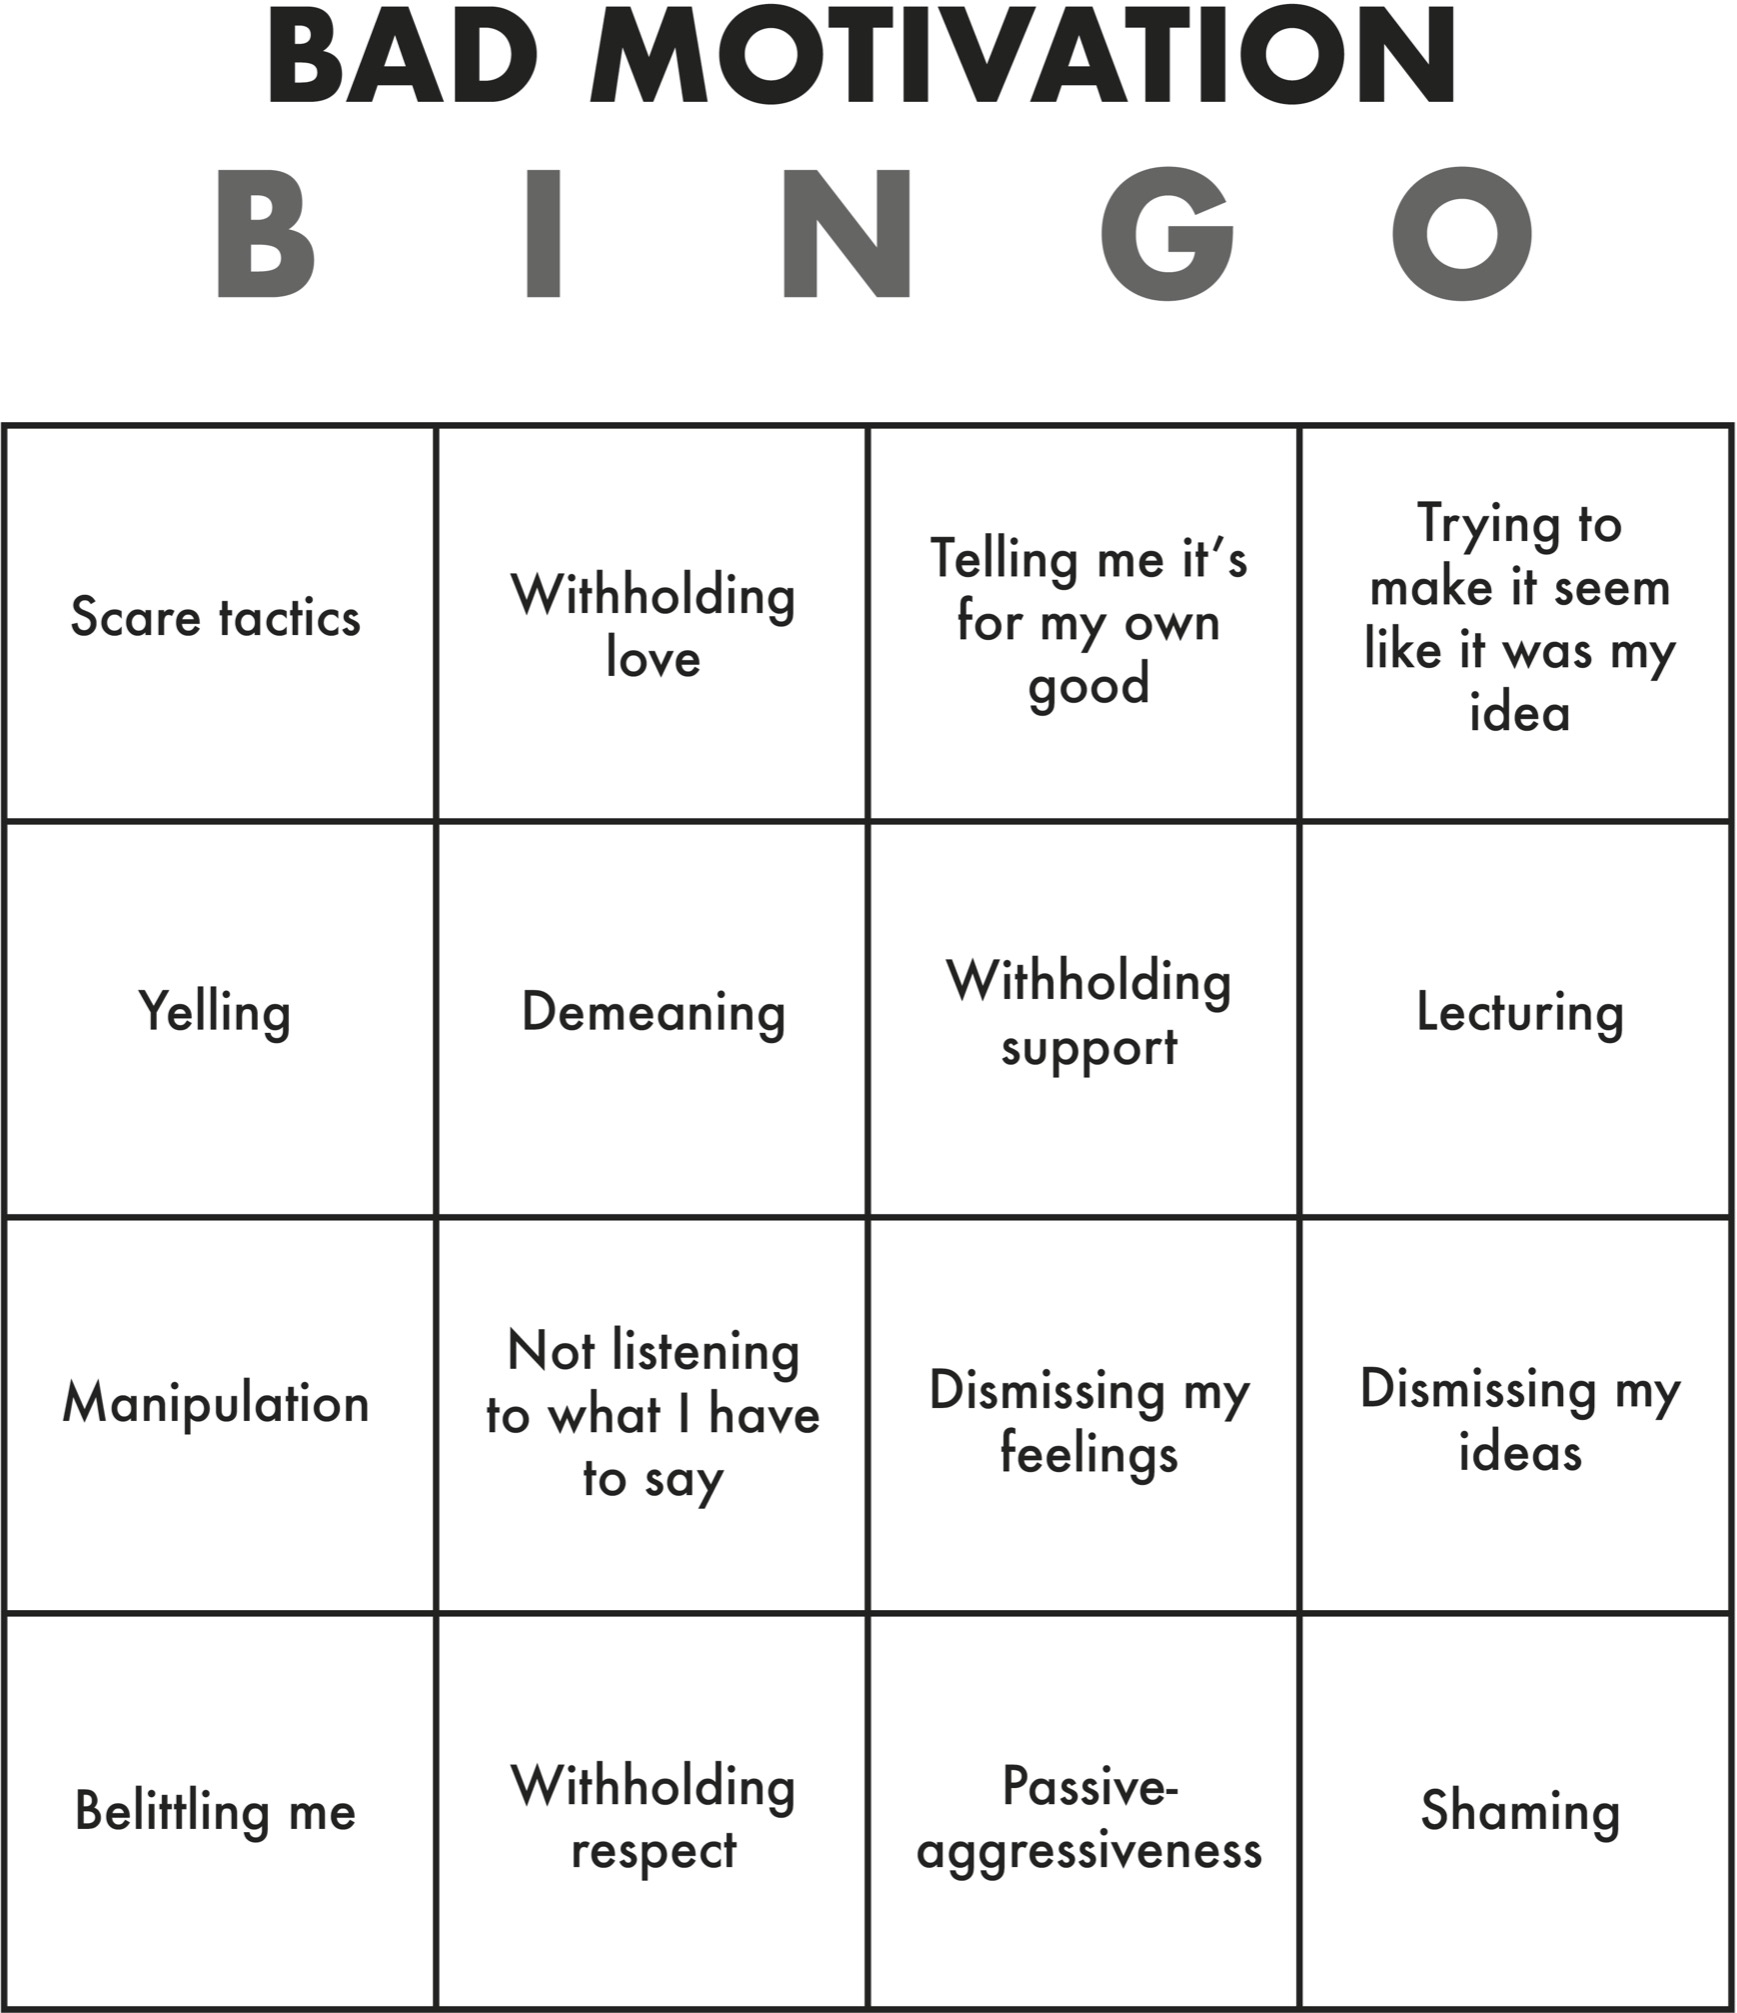 BAD MOTIVATION
B I N G O
Scare tactics
Withholding
love
Telling me it’s
for my own
good
Trying to
make it seem
like it was my
idea
Yelling
Demeaning
Withholding
support
Lecturing
Manipulation
Not listening
to what I have
to say
Dismissing my
feelings
Dismissing my
ideas
Belittling me
Withholding
respect
Passive-
aggressiveness
Shaming